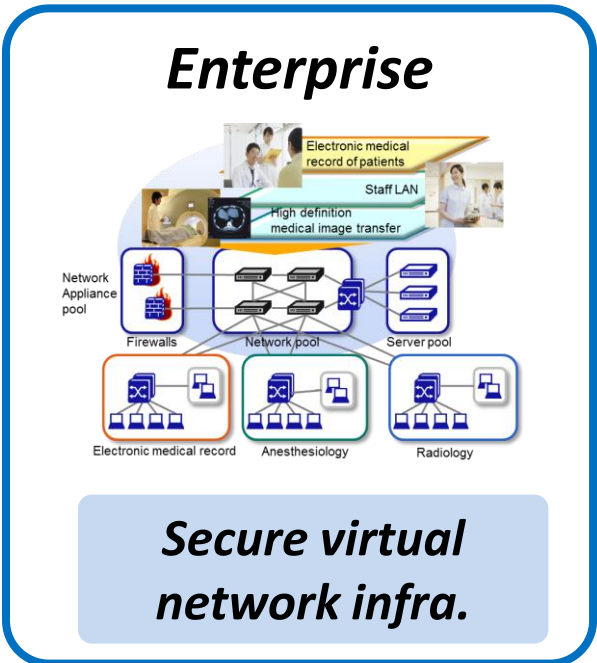 Enterprise
Electronic medical
record of patients
Staff LAN
High definition
medical image transfer
Network
Appliance
pool
Firewalls
Network pool
Server pool
Electronic medical record
Anesthesiology
Radiology
Secure virtual
network infra.